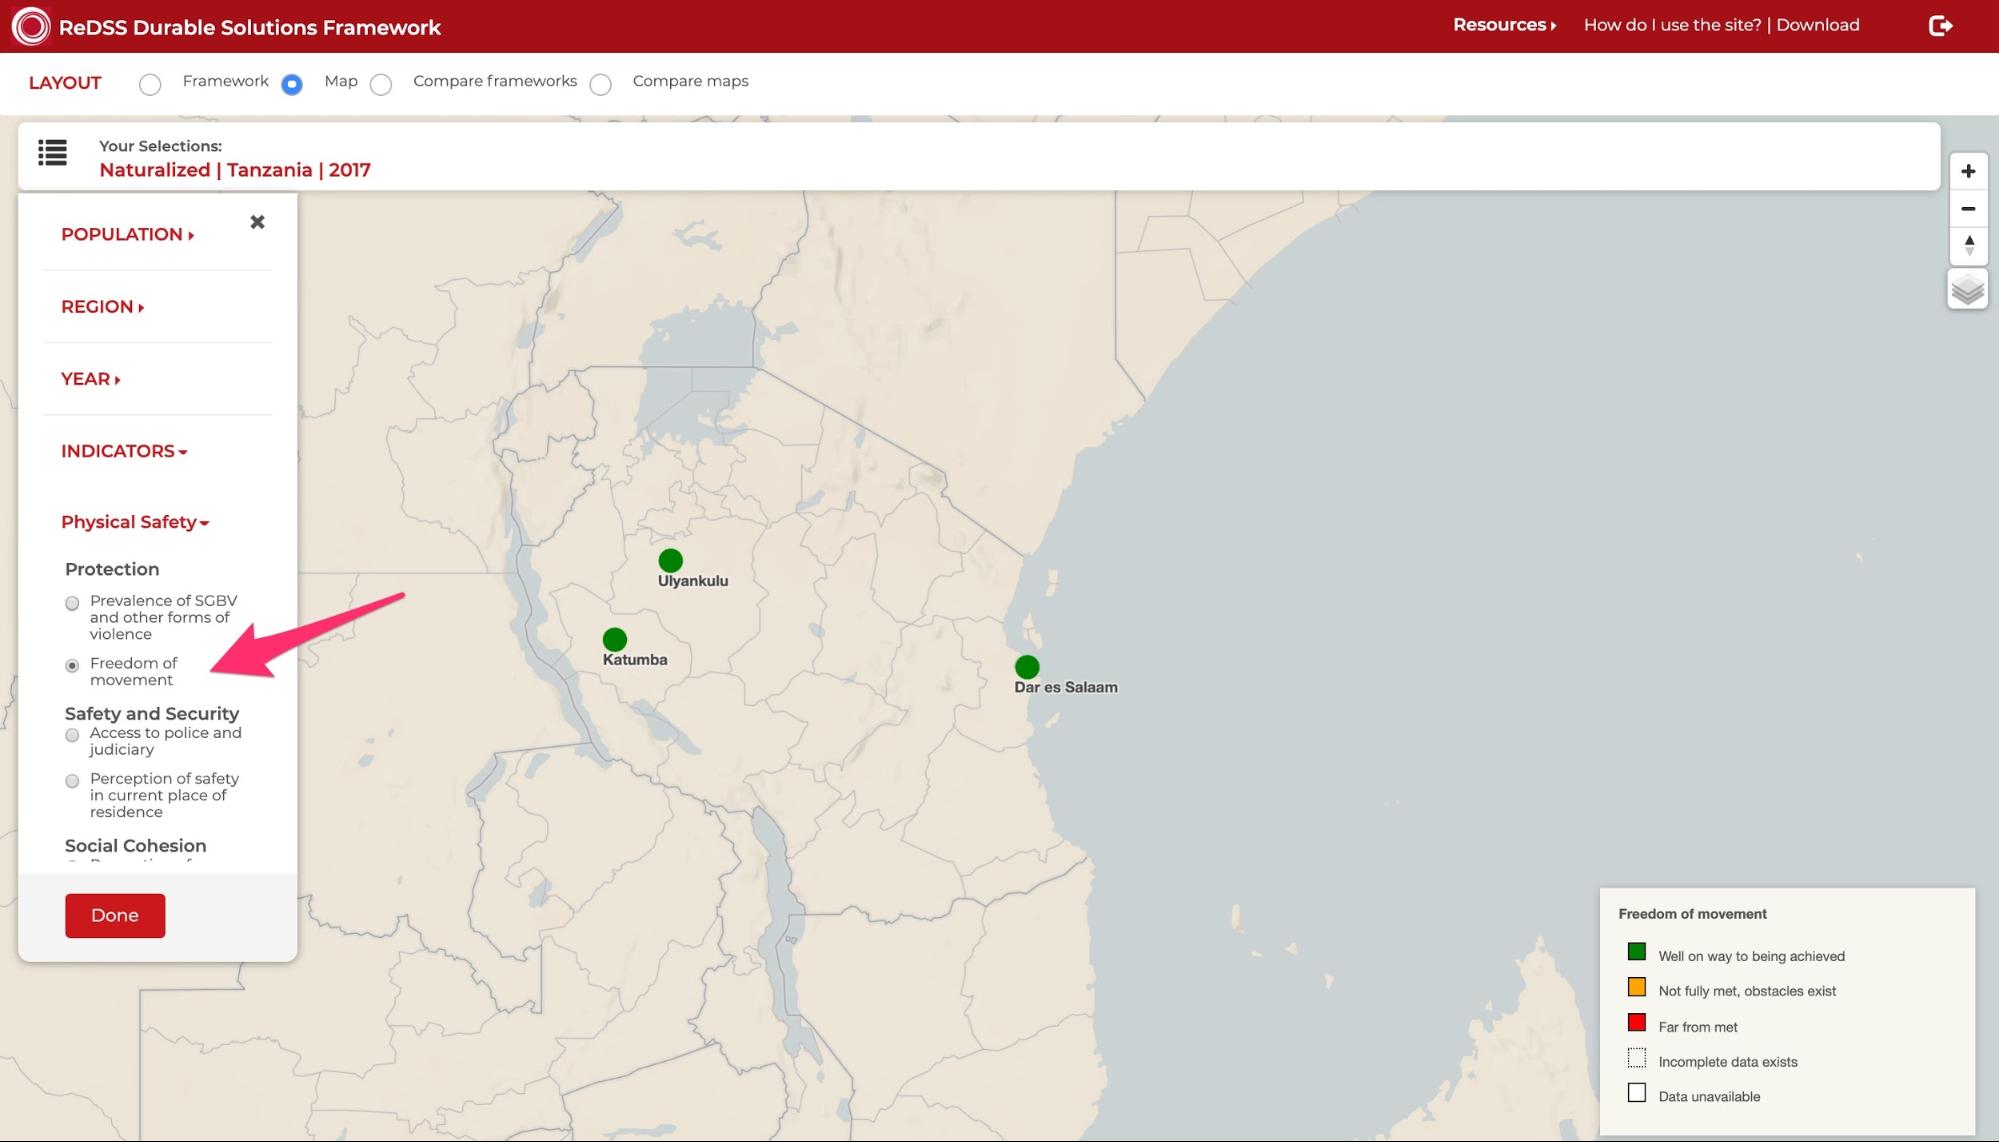 ReDSS Durable Solutions Framework
Resources
How do I use the site? | Download
LAYOUT
Framework
Map
Compare frameworks
Compare maps
Your Selections:
Naturalized | Tanzania | 2017
POPULATION
REGION
YEAR
INDICATORS
Physical Safety
Protection
Prevalence of SGBV
and other forms of
violence
Freedom of
movement
Safety and Security
Access to police and
judiciary
Perception of safety
in current place of
residence
Social Cohesion
Done
Ulyankulu
Katumba
Dar es Salaam
Freedom of movement
Well on way to being achieved
Not fully met, obstacles exist
Far from met
Incomplete data exists
Data unavailable